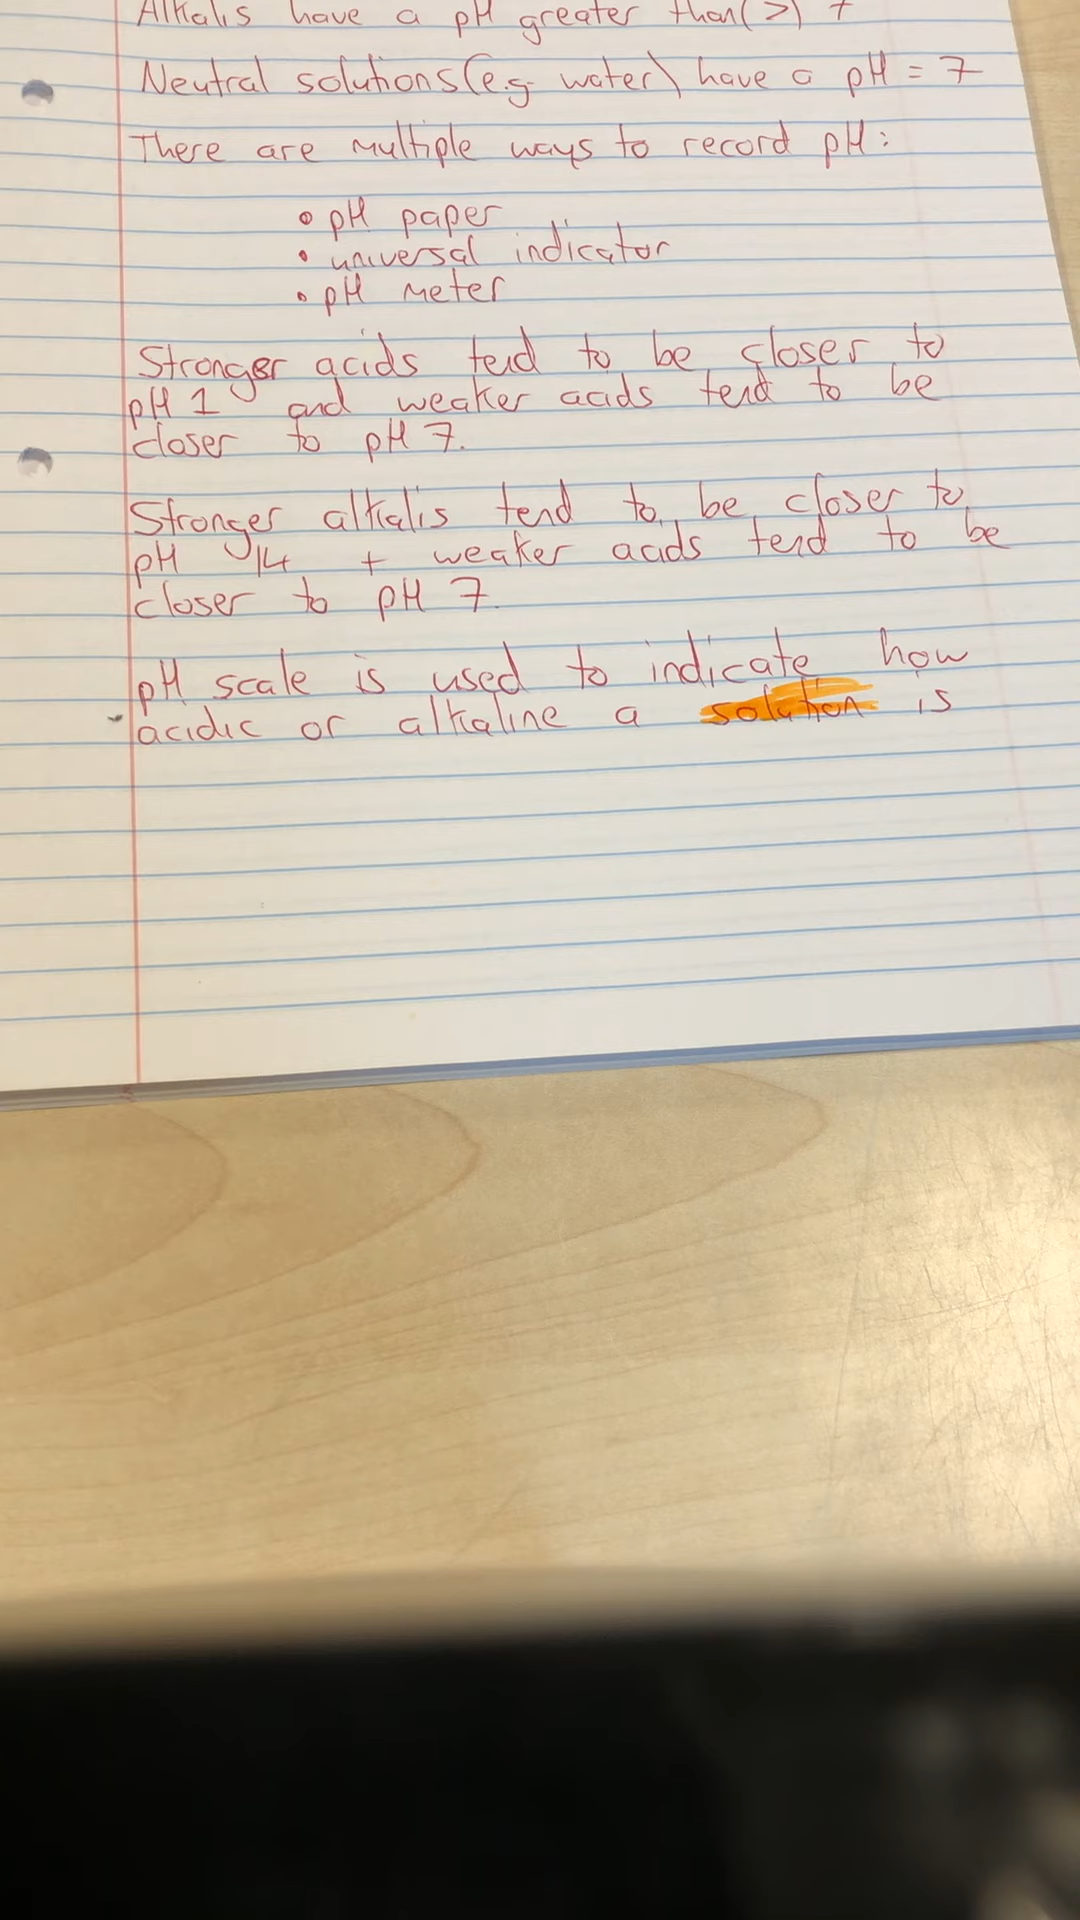 Alkalis have a pH greater than (>) 7
Neutral solutions (e.g. water) have a pH = 7
There are multiple ways to record pH:
• pH paper
• universal indicator
• pH meter
Stronger acids tend to be closer to
pH 1 and weaker acids tend to be
closer to pH 7.
Stronger alkalis tend to be closer to
pH 14 + weaker acids tend to be
closer to pH 7.
pH scale is used to indicate how
acidic or alkaline a solution is